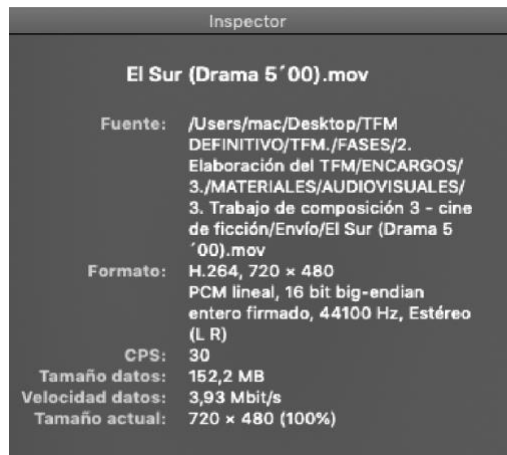 Inspector
El Sur (Drama 5´00).mov
Fuente: /Users/mac/Desktop/TFM
DEFINITIVO/TFM./FASES/2.
Elaboración del TFM/ENCARGOS/
3./MATERIALES/AUDIOVISUALES/
3. Trabajo de composición 3 - cine
de ficción/Envío/El Sur (Drama 5
´00).mov
Formato: H.264, 720 × 480
PCM lineal, 16 bit big-endian
entero firmado, 44100 Hz, Estéreo
(L R)
CPS: 30
Tamaño datos: 152,2 MB
Velocidad datos: 3,93 Mbit/s
Tamaño actual: 720 × 480 (100%)